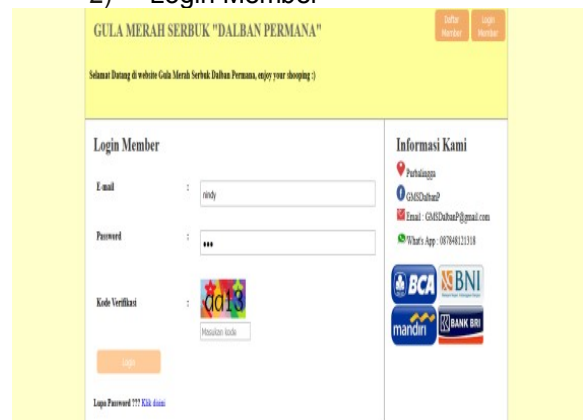 2) Login Member
GULA MERAH SERBUK "DALBAN PERMANA"
Daftar Member
Login Member
Selamat Datang di website Gula Merah Serbuk Dalban Permana, enjoy your shooping :)
Login Member
E-mail : nindy
Password : •••
Kode Verifikasi : dd13
Masukan kode
Login
Lupa Password ??? Klik disini
Informasi Kami
Purbalingga
GMSDalbanP
Email : GMSDalbanP@gmail.com
What's App : 087848121318
BCA
BNI
mandiri
BANK BRI